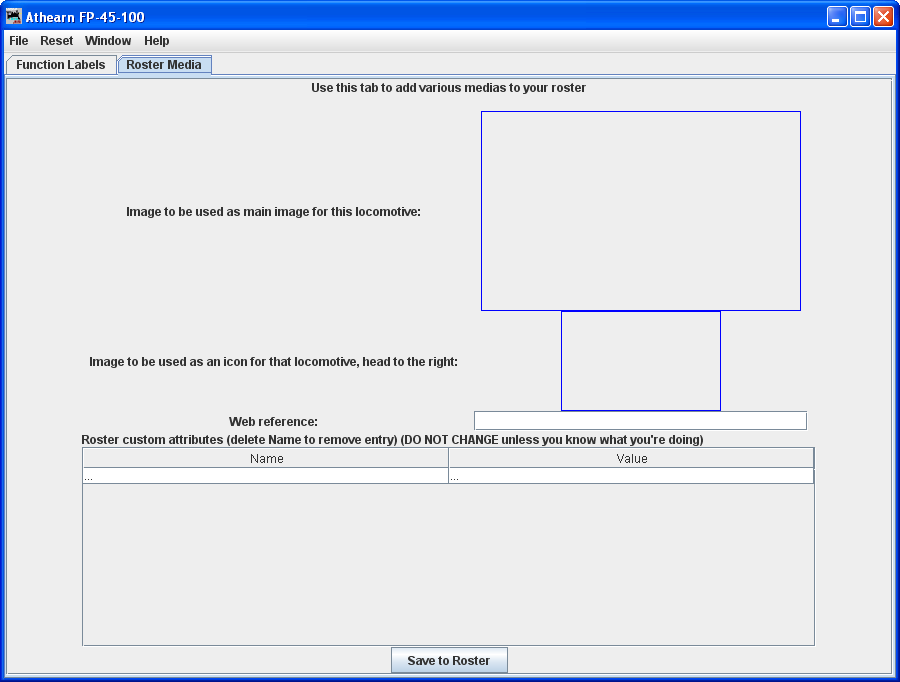 Athearn FP-45-100
File Reset Window Help
Function Labels Roster Media
Use this tab to add various medias to your roster
Image to be used as main image for this locomotive:
Image to be used as an icon for that locomotive, head to the right:
Web reference:
Roster custom attributes (delete Name to remove entry) (DO NOT CHANGE unless you know what you're doing)
Name Value
... ...
Save to Roster